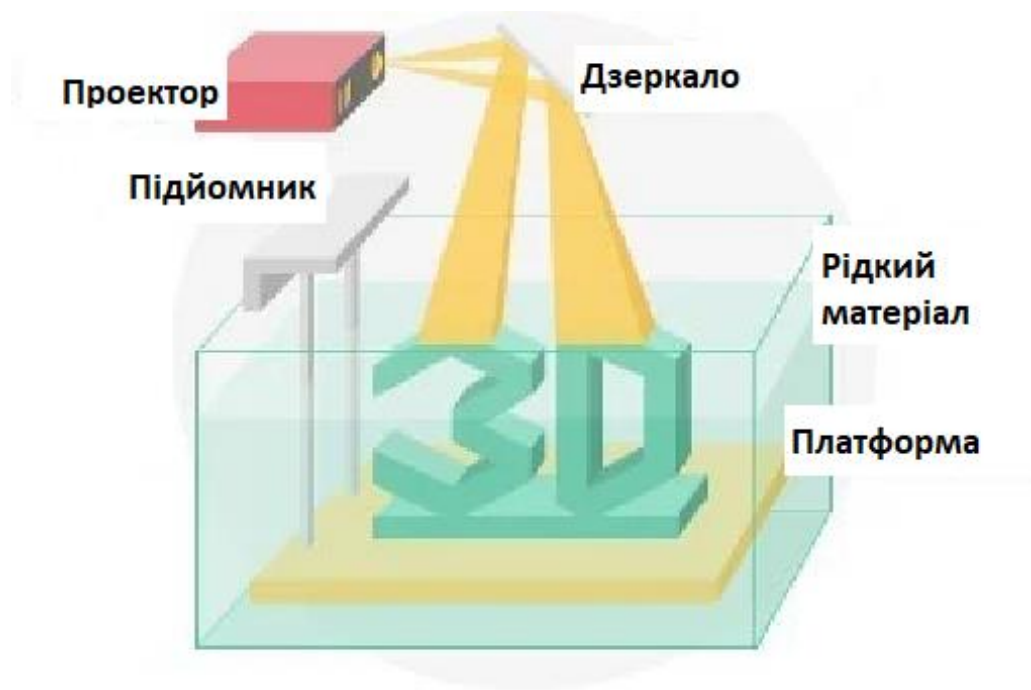 Проектор
Дзеркало
Підйомник
Рідкий
матеріал
Платформа
3D